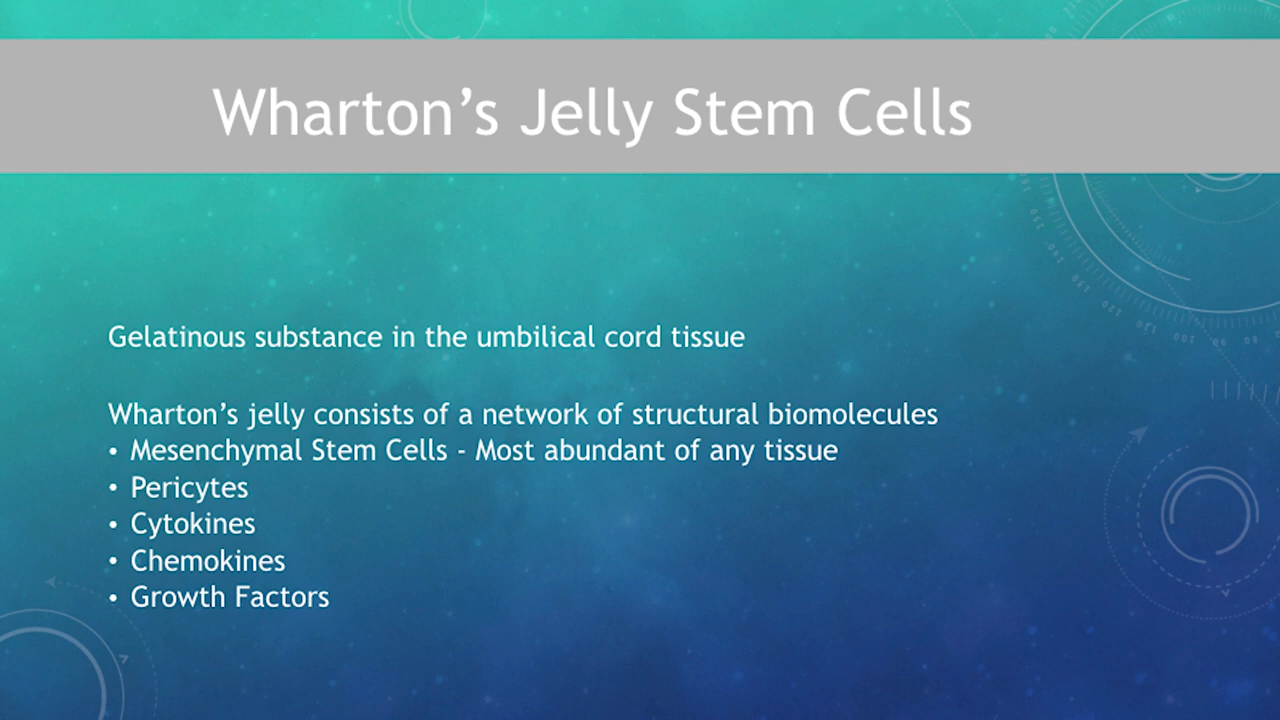 Wharton’s Jelly Stem Cells
Gelatinous substance in the umbilical cord tissue
Wharton’s jelly consists of a network of structural biomolecules
• Mesenchymal Stem Cells - Most abundant of any tissue
• Pericytes
• Cytokines
• Chemokines
• Growth Factors